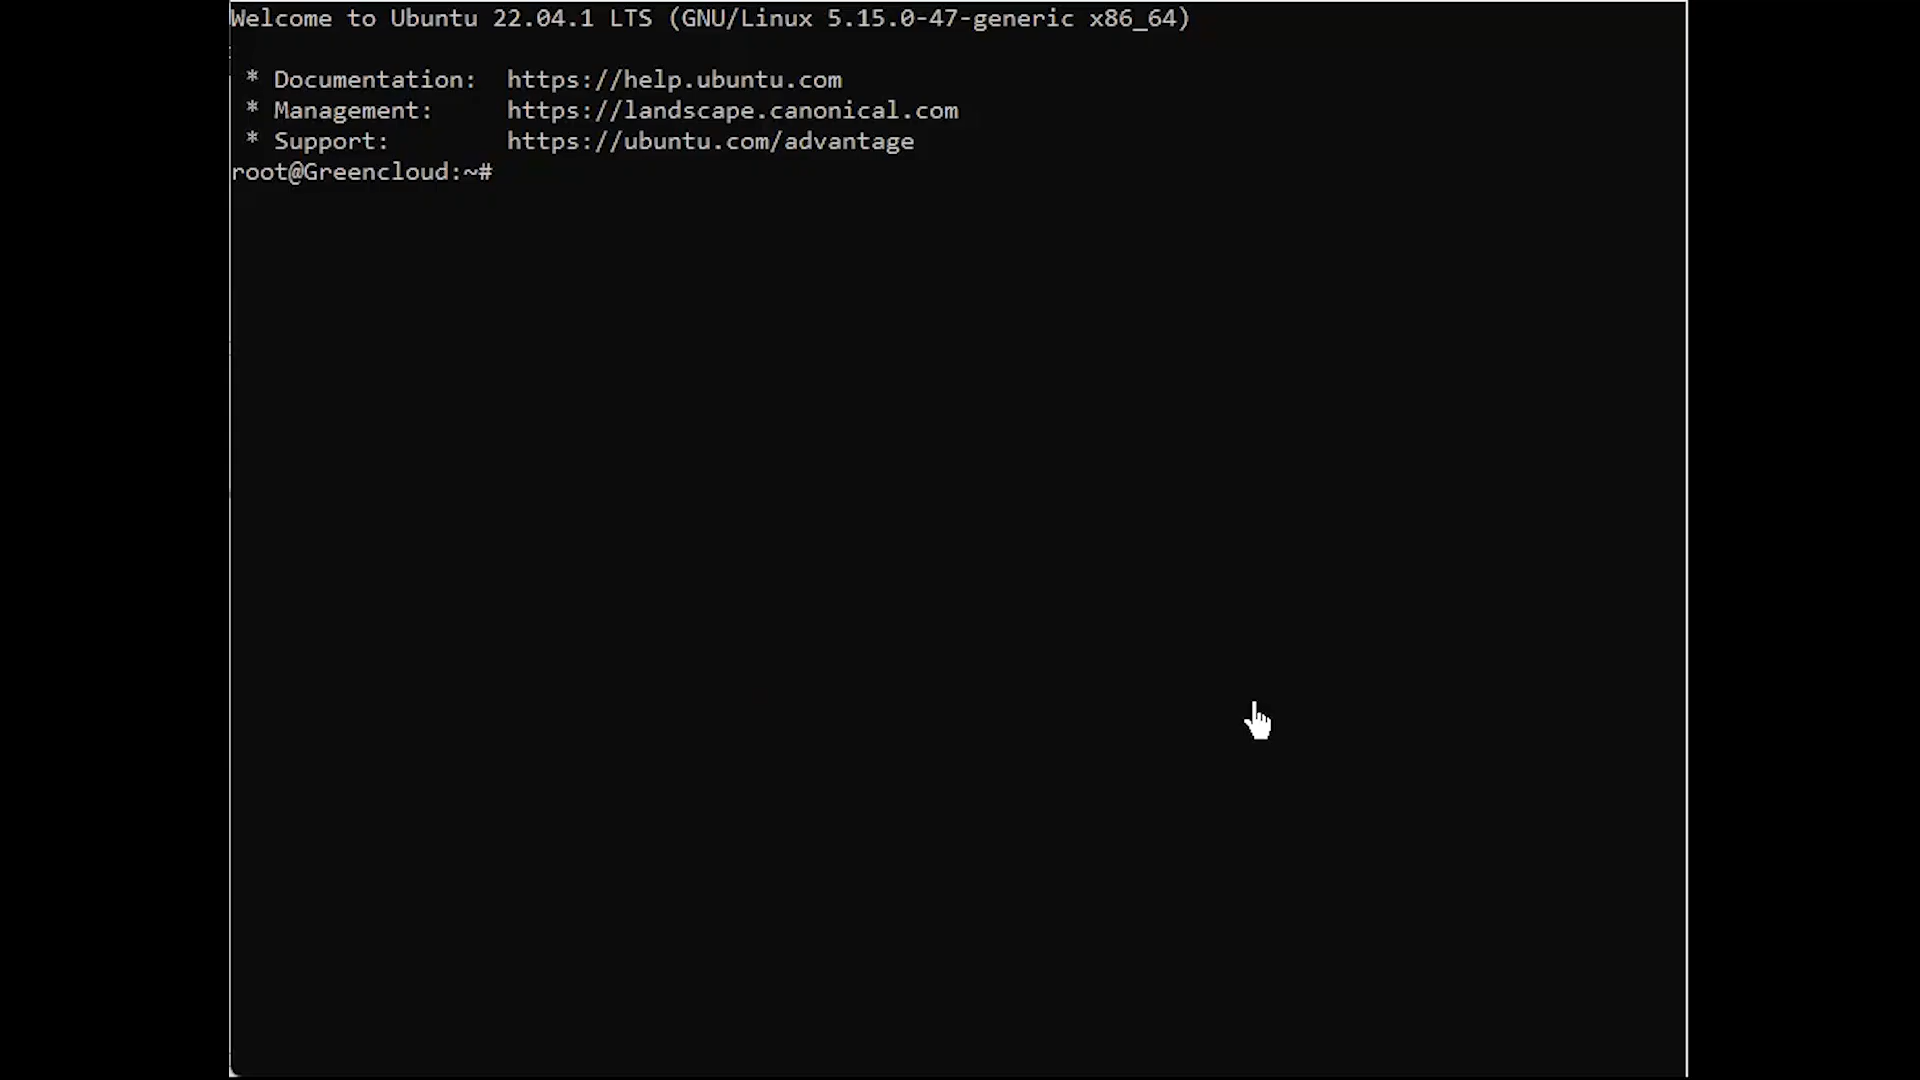 Welcome to Ubuntu 22.04.1 LTS (GNU/Linux 5.15.0-47-generic x86_64)
* Documentation: https://help.ubuntu.com
* Management: https://landscape.canonical.com
* Support: https://ubuntu.com/advantage
root@Greencloud:~#